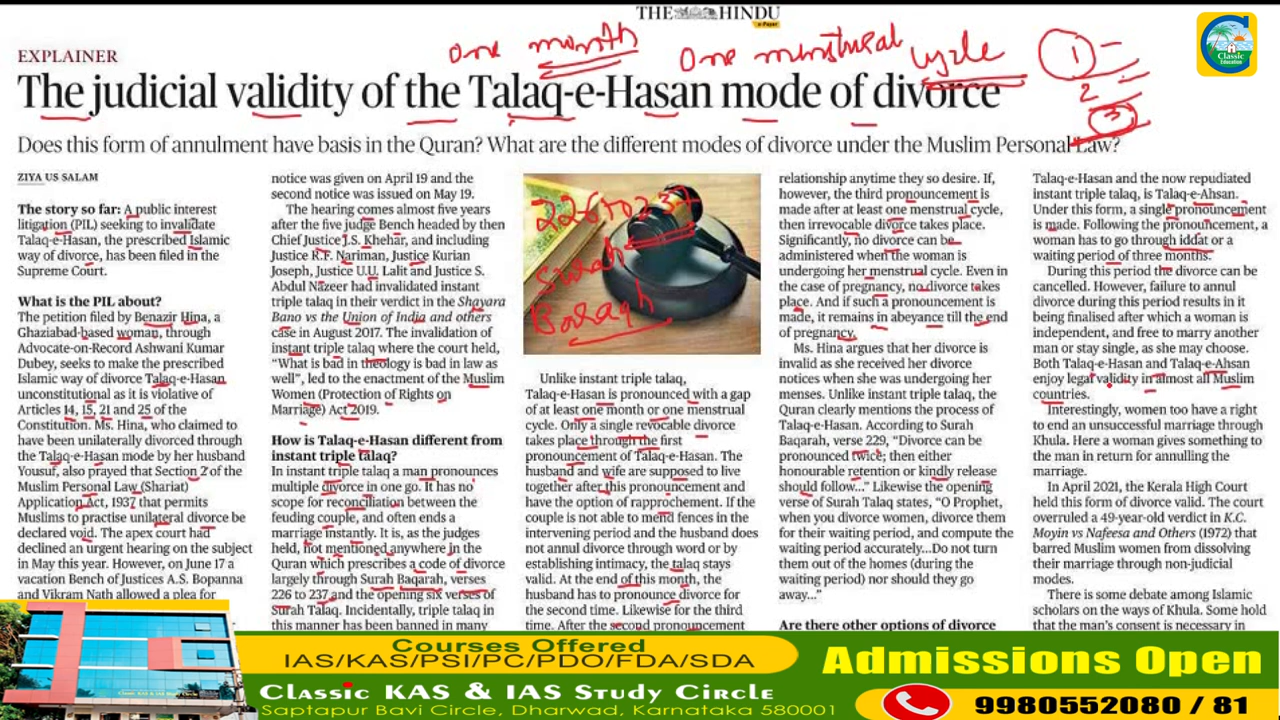 THE HINDU
e-Paper
one month
One menstural cycle
1
2
3
Classic
Education
EXPLAINER
The judicial validity of the Talaq-e-Hasan mode of divorce
Does this form of annulment have basis in the Quran? What are the different modes of divorce under the Muslim Personal Law?
ZIYA US SALAM
The story so far: A public interest
litigation (PIL) seeking to invalidate
Talaq-e-Hasan, the prescribed Islamic
way of divorce, has been filed in the
Supreme Court.
What is the PIL about?
The petition filed by Benazir Hina, a
Ghaziabad-based woman, through
Advocate-on-Record Ashwani Kumar
Dubey, seeks to make the prescribed
Islamic way of divorce Talaq-e-Hasan
unconstitutional as it is violative of
Articles 14, 15, 21 and 25 of the
Constitution. Ms. Hina, who claimed to
have been unilaterally divorced through
the Talaq-e-Hasan mode by her husband
Yousuf, also prayed that Section 2 of the
Muslim Personal Law (Shariat)
Application Act, 1937 that permits
Muslims to practise unilateral divorce be
declared void. The apex court had
declined an urgent hearing on the subject
in May this year. However, on June 17 a
vacation Bench of Justices A.S. Bopanna
and Vikram Nath allowed a plea for
notice was given on April 19 and the
second notice was issued on May 19.
The hearing comes almost five years
after the five judge Bench headed by then
Chief Justice J.S. Khehar, and including
Justice R.F. Nariman, Justice Kurian
Joseph, Justice U.U. Lalit and Justice S.
Abdul Nazeer had invalidated instant
triple talaq in their verdict in the Shayara
Bano vs the Union of India and others
case in August 2017. The invalidation of
instant triple talaq where the court held,
“What is bad in theology is bad in law as
well”, led to the enactment of the Muslim
Women (Protection of Rights on
Marriage) Act 2019.
How is Talaq-e-Hasan different from
instant triple talaq?
In instant triple talaq a man pronounces
multiple divorce in one go. It has no
scope for reconciliation between the
feuding couple, and often ends a
marriage instantly. It is, as the judges
held, not mentioned anywhere in the
Quran which prescribes a code of divorce
largely through Surah Baqarah, verses
226 to 237 and the opening six verses of
Surah Talaq. Incidentally, triple talaq in
this manner has been banned in many
226 to 237
Surah
Baraqh
Unlike instant triple talaq,
Talaq-e-Hasan is pronounced with a gap
of at least one month or one menstrual
cycle. Only a single revocable divorce
takes place through the first
pronouncement of Talaq-e-Hasan. The
husband and wife are supposed to live
together after this pronouncement and
have the option of rapprochement. If the
couple is not able to mend fences in the
intervening period and the husband does
not annul divorce through word or by
establishing intimacy, the talaq stays
valid. At the end of this month, the
husband has to pronounce divorce for
the second time. Likewise for the third
time. After the second pronouncement
relationship anytime they so desire. If,
however, the third pronouncement is
made after at least one menstrual cycle,
then irrevocable divorce takes place.
Significantly, no divorce can be
administered when the woman is
undergoing her menstrual cycle. Even in
the case of pregnancy, no divorce takes
place. And if such a pronouncement is
made, it remains in abeyance till the end
of pregnancy.
Ms. Hina argues that her divorce is
invalid as she received her divorce
notices when she was undergoing her
menses. Unlike instant triple talaq, the
Quran clearly mentions the process of
Talaq-e-Hasan. According to Surah
Baqarah, verse 229, “Divorce can be
pronounced twice; then either
honourable retention or kindly release
should follow...” Likewise the opening
verse of Surah Talaq states, “O Prophet,
when you divorce women, divorce them
for their waiting period, and compute the
waiting period accurately...Do not turn
them out of their homes (during the
waiting period) nor should they go
away...”
Are there other options of divorce
Talaq-e-Hasan and the now repudiated
instant triple talaq, is Talaq-e-Ahsan.
Under this form, a single pronouncement
is made. Following the pronouncement, a
woman has to go through iddat or a
waiting period of three months.
During this period the divorce can be
cancelled. However, failure to annul
divorce during this period results in it
being finalised after which a woman is
independent, and free to marry another
man or stay single, as she may choose.
Both Talaq-e-Hasan and Talaq-e-Ahsan
enjoy legal validity in almost all Muslim
countries.
Interestingly, women too have a right
to end an unsuccessful marriage through
Khula. Here a woman gives something to
the man in return for annulling the
marriage.
In April 2021, the Kerala High Court
held this form of divorce valid. The court
overruled a 49-year-old verdict in K.C.
Moyin vs Nafeesa and Others (1972) that
barred Muslim women from dissolving
their marriage through non-judicial
modes.
There is some debate among Islamic
scholars on the ways of Khula. Some hold
that the man’s consent is necessary in
Courses Offered
IAS/KAS/PSI/PC/PDO/FDA/SDA
Classic KAS & IAS Study Circle
Saptapur Bavi Circle, Dharwad, Karnataka 580001
Admissions Open
9980552080 / 81